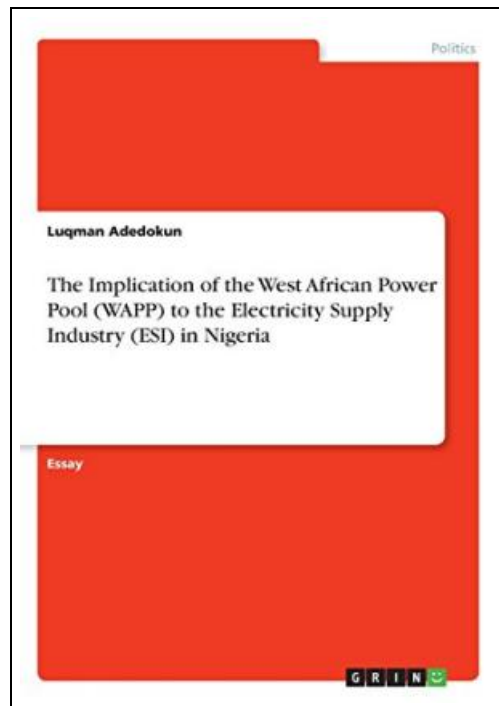 Politics
Luqman Adedokun
The Implication of the West African Power
Pool (WAPP) to the Electricity Supply
Industry (ESI) in Nigeria
Essay
GRIN